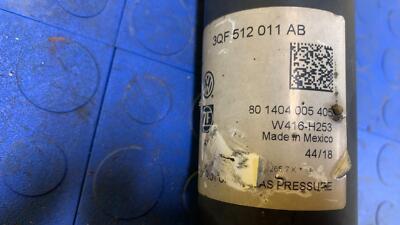 3QF 512 011 AB
80 1404 005 405
W416-H253
Made in Mexico
44/18
GAS PRESSURE